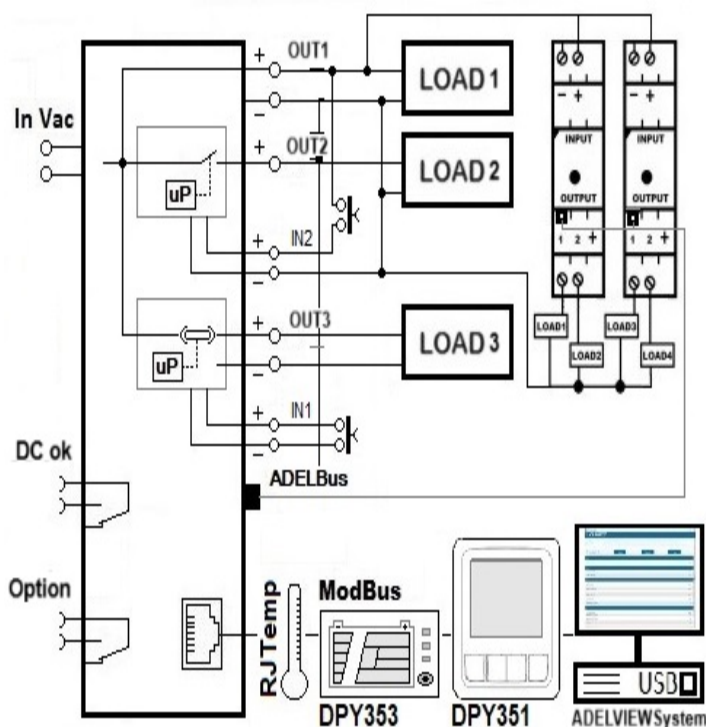 In Vac
+ OUT1
-
+ OUT2
uP
+ IN2
-
+ OUT3
uP
-
+ IN1
-
ADELBus
LOAD 1
LOAD 2
LOAD 3
- +
INPUT
OUTPUT
1 2 +
- +
INPUT
OUTPUT
1 2 +
LOAD1
LOAD2
LOAD3
LOAD4
DC ok
Option
RJTemp
ModBus
- +
DPY353
DPY351
USB
ADELVIEWSystem